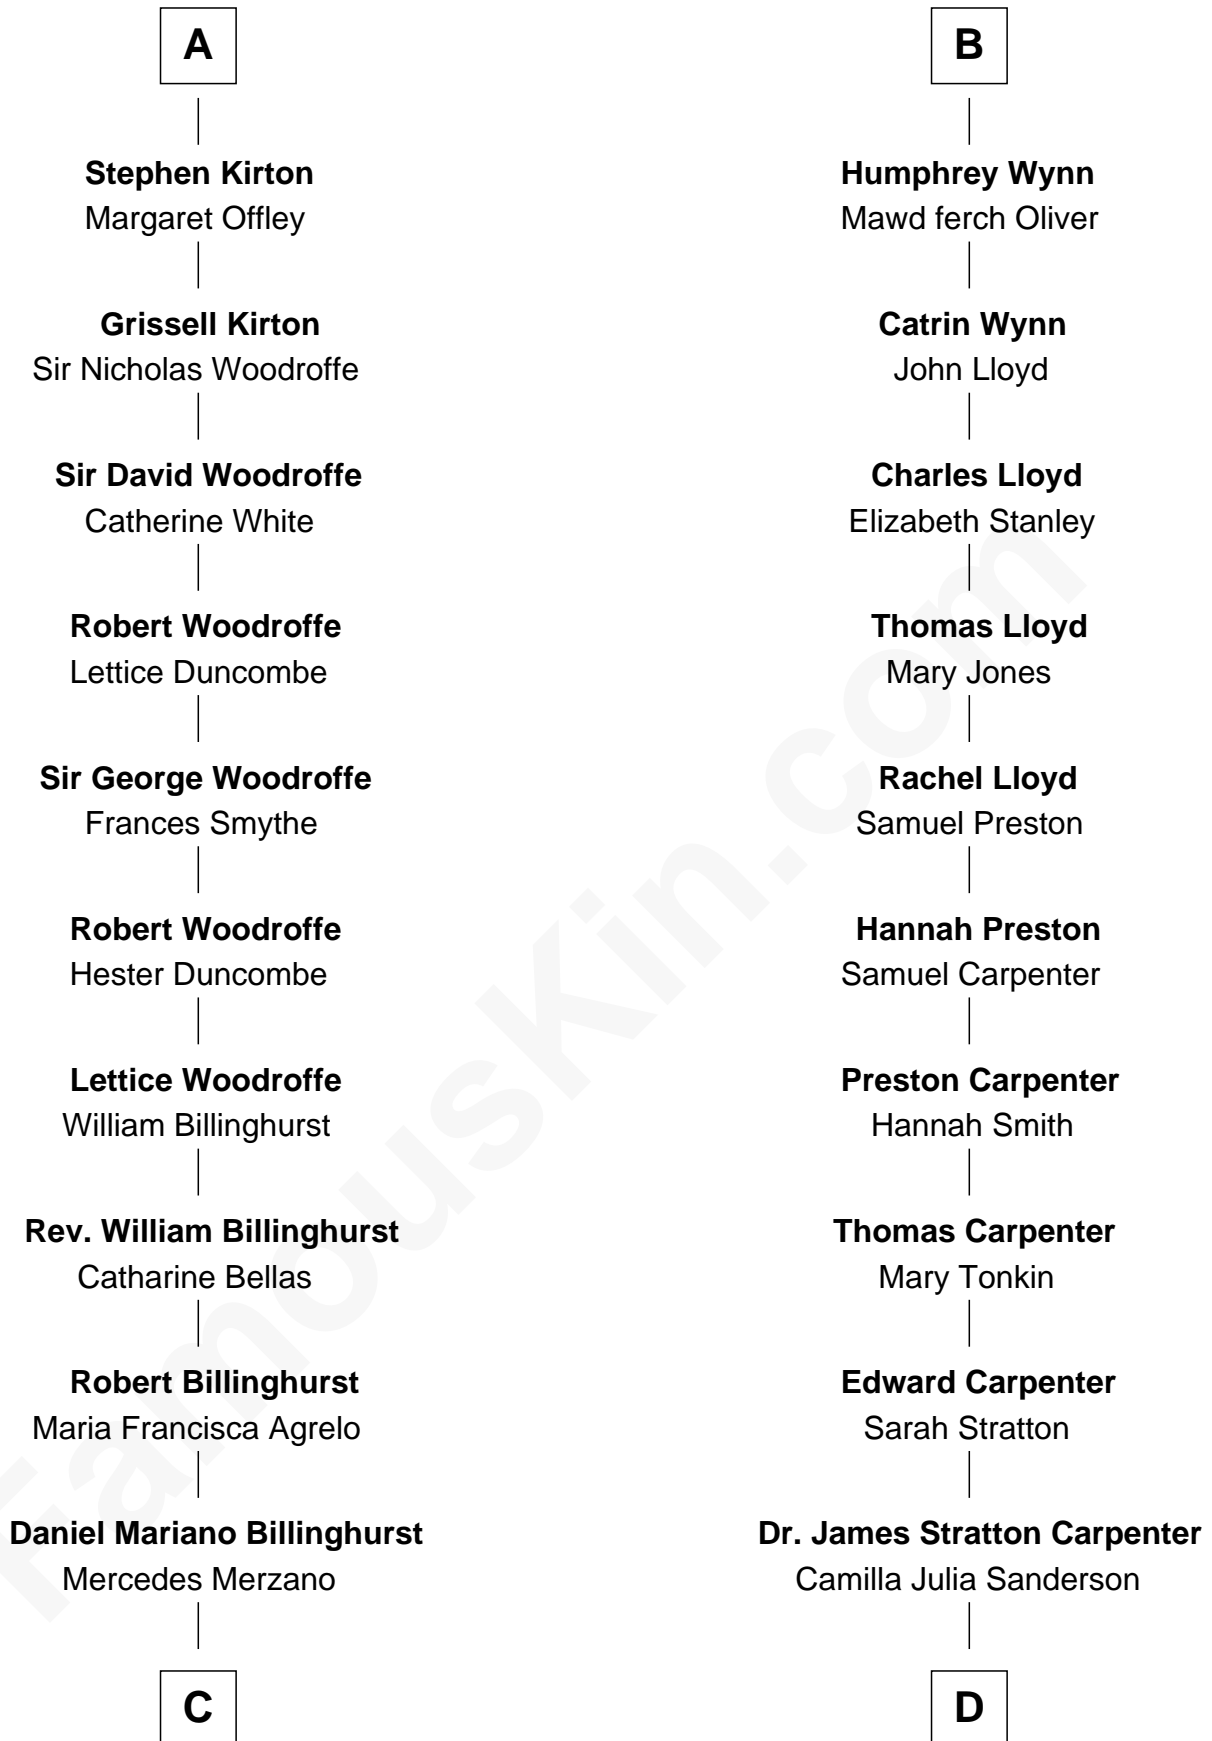 A
Stephen Kirton
Margaret Offley
Grissell Kirton
Sir Nicholas Woodroffe
Sir David Woodroffe
Catherine White
Robert Woodroffe
Lettice Duncombe
Sir George Woodroffe
Frances Smythe
Robert Woodroffe
Hester Duncombe
Lettice Woodroffe
William Billinghurst
Rev. William Billinghurst
Catharine Bellas
Robert Billinghurst
Maria Francisca Agrelo
Daniel Mariano Billinghurst
Mercedes Merzano
C
B
Humphrey Wynn
Mawd ferch Oliver
Catrin Wynn
John Lloyd
Charles Lloyd
Elizabeth Stanley
Thomas Lloyd
Mary Jones
Rachel Lloyd
Samuel Preston
Hannah Preston
Samuel Carpenter
Preston Carpenter
Hannah Smith
Thomas Carpenter
Mary Tonkin
Edward Carpenter
Sarah Stratton
Dr. James Stratton Carpenter
Camilla Julia Sanderson
D
FamousKin.com